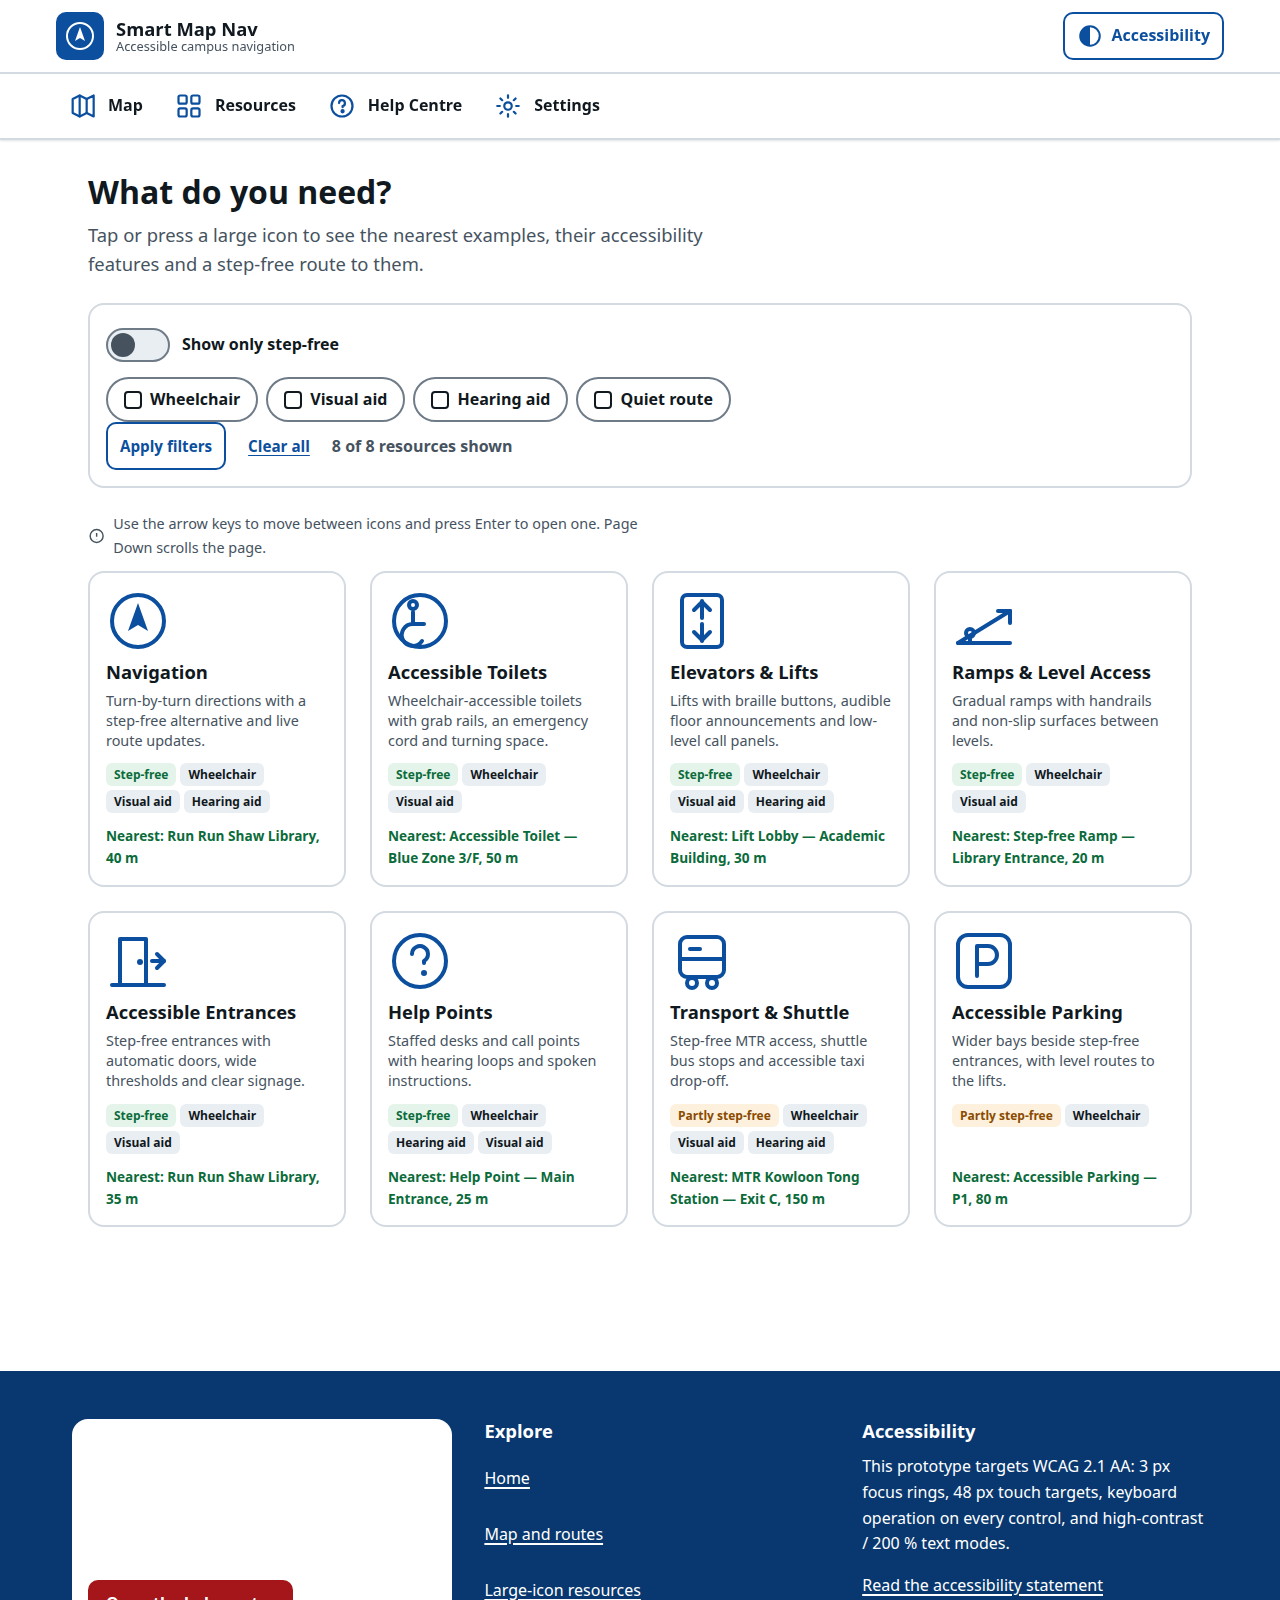 Smart Map Nav
Accessible campus navigation
Accessibility
Map
Resources
Help Centre
Settings
What do you need?
Tap or press a large icon to see the nearest examples, their accessibility
features and a step-free route to them.
Show only step-free
Wheelchair
Visual aid
Hearing aid
Quiet route
Apply filters
Clear all
8 of 8 resources shown
Use the arrow keys to move between icons and press Enter to open one. Page
Down scrolls the page.
Navigation
Turn-by-turn directions with a
step-free alternative and live
route updates.
Step-free
Wheelchair
Visual aid
Hearing aid
Nearest: Run Run Shaw Library,
40 m
Accessible Toilets
Wheelchair-accessible toilets
with grab rails, an emergency
cord and turning space.
Step-free
Wheelchair
Visual aid
Nearest: Accessible Toilet —
Blue Zone 3/F, 50 m
Elevators & Lifts
Lifts with braille buttons, audible
floor announcements and low-
level call panels.
Step-free
Wheelchair
Visual aid
Hearing aid
Nearest: Lift Lobby — Academic
Building, 30 m
Ramps & Level Access
Gradual ramps with handrails
and non-slip surfaces between
levels.
Step-free
Wheelchair
Visual aid
Nearest: Step-free Ramp —
Library Entrance, 20 m
Accessible Entrances
Step-free entrances with
automatic doors, wide
thresholds and clear signage.
Step-free
Wheelchair
Visual aid
Nearest: Run Run Shaw Library,
35 m
Help Points
Staffed desks and call points
with hearing loops and spoken
instructions.
Step-free
Wheelchair
Hearing aid
Visual aid
Nearest: Help Point — Main
Entrance, 25 m
Transport & Shuttle
Step-free MTR access, shuttle
bus stops and accessible taxi
drop-off.
Partly step-free
Wheelchair
Visual aid
Hearing aid
Nearest: MTR Kowloon Tong
Station — Exit C, 150 m
P
Accessible Parking
Wider bays beside step-free
entrances, with level routes to
the lifts.
Partly step-free
Wheelchair
Nearest: Accessible Parking —
P1, 80 m
Explore
Home
Map and routes
Large-icon resources
Accessibility
This prototype targets WCAG 2.1 AA: 3 px
focus rings, 48 px touch targets, keyboard
operation on every control, and high-contrast
/ 200 % text modes.
Read the accessibility statement